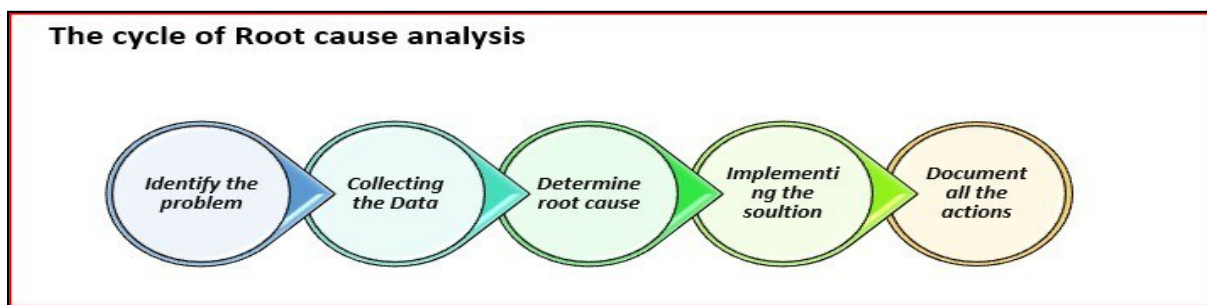 The cycle of Root cause analysis
Identify the
problem
Collecting
the Data
Determine
root cause
Implementi
ng the
soultion
Document
all the
actions